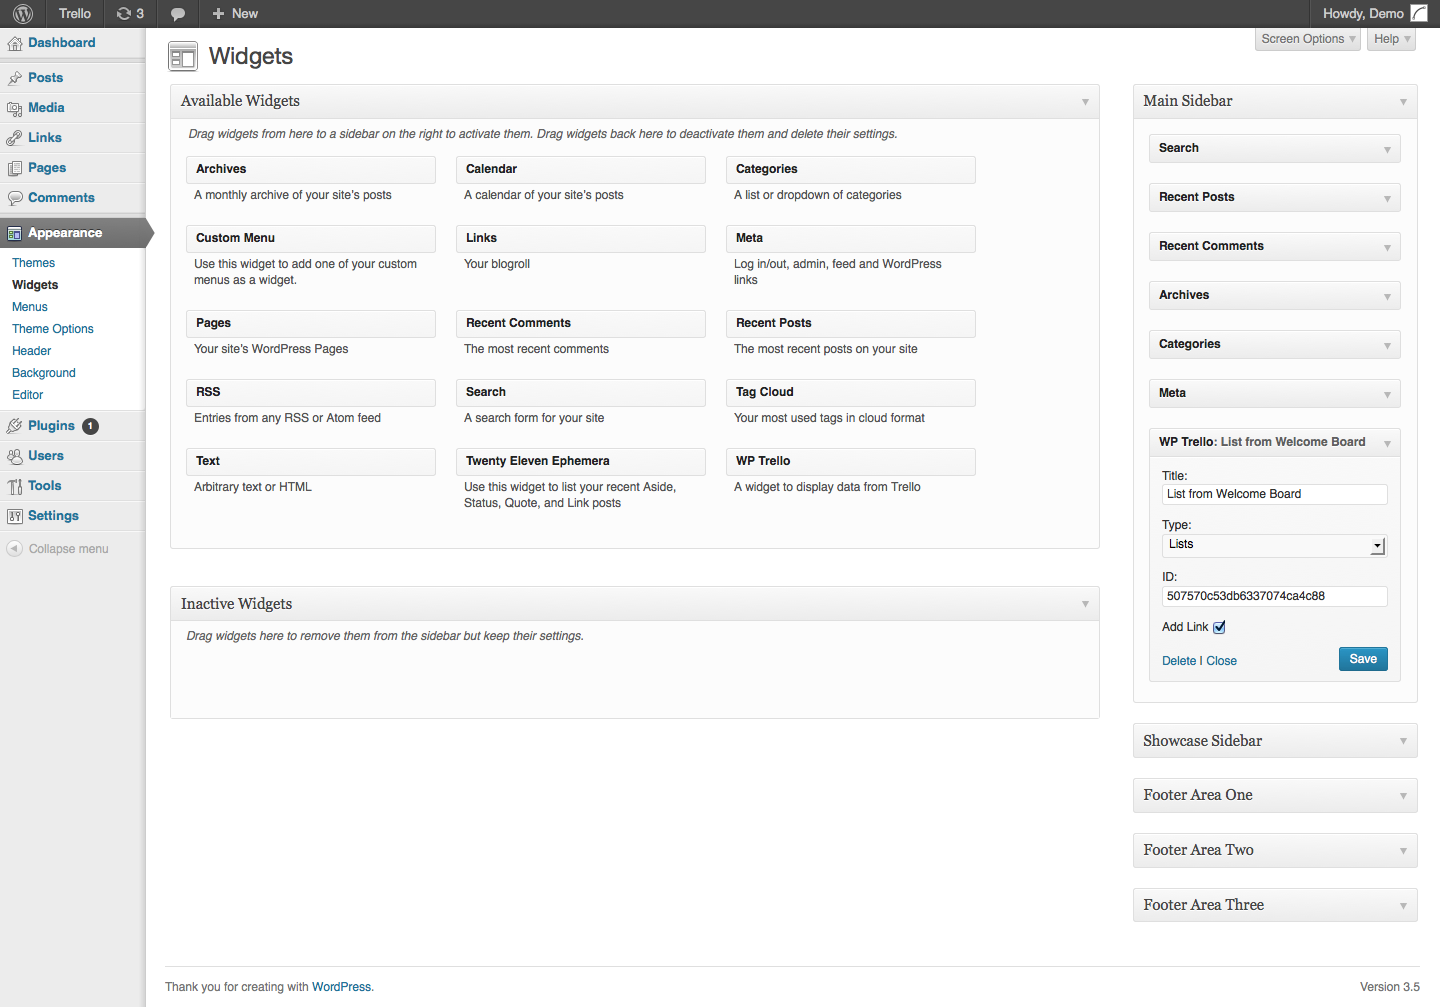 Trello 3 New Howdy, Demo
Dashboard
Posts
Media
Links
Pages
Comments
Appearance
Themes
Widgets
Menus
Theme Options
Header
Background
Editor
Plugins 1
Users
Tools
Settings
Collapse menu
Screen Options Help
Widgets
Available Widgets
Drag widgets from here to a sidebar on the right to activate them. Drag widgets back here to deactivate them and delete their settings.
Archives Calendar Categories
A monthly archive of your site's posts A calendar of your site's posts A list or dropdown of categories
Custom Menu Links Meta
Use this widget to add one of your custom Your blogroll Log in/out, admin, feed and WordPress
menus as a widget. links
Pages Recent Comments Recent Posts
Your site's WordPress Pages The most recent comments The most recent posts on your site
RSS Search Tag Cloud
Entries from any RSS or Atom feed A search form for your site Your most used tags in cloud format
Text Twenty Eleven Ephemera WP Trello
Arbitrary text or HTML Use this widget to list your recent Aside, A widget to display data from Trello
Status, Quote, and Link posts
Inactive Widgets
Drag widgets here to remove them from the sidebar but keep their settings.
Main Sidebar
Search
Recent Posts
Recent Comments
Archives
Categories
Meta
WP Trello: List from Welcome Board
Title:
List from Welcome Board
Type:
Lists
ID:
507570c53db6337074ca4c88
Add Link
Delete | Close Save
Showcase Sidebar
Footer Area One
Footer Area Two
Footer Area Three
Thank you for creating with WordPress. Version 3.5